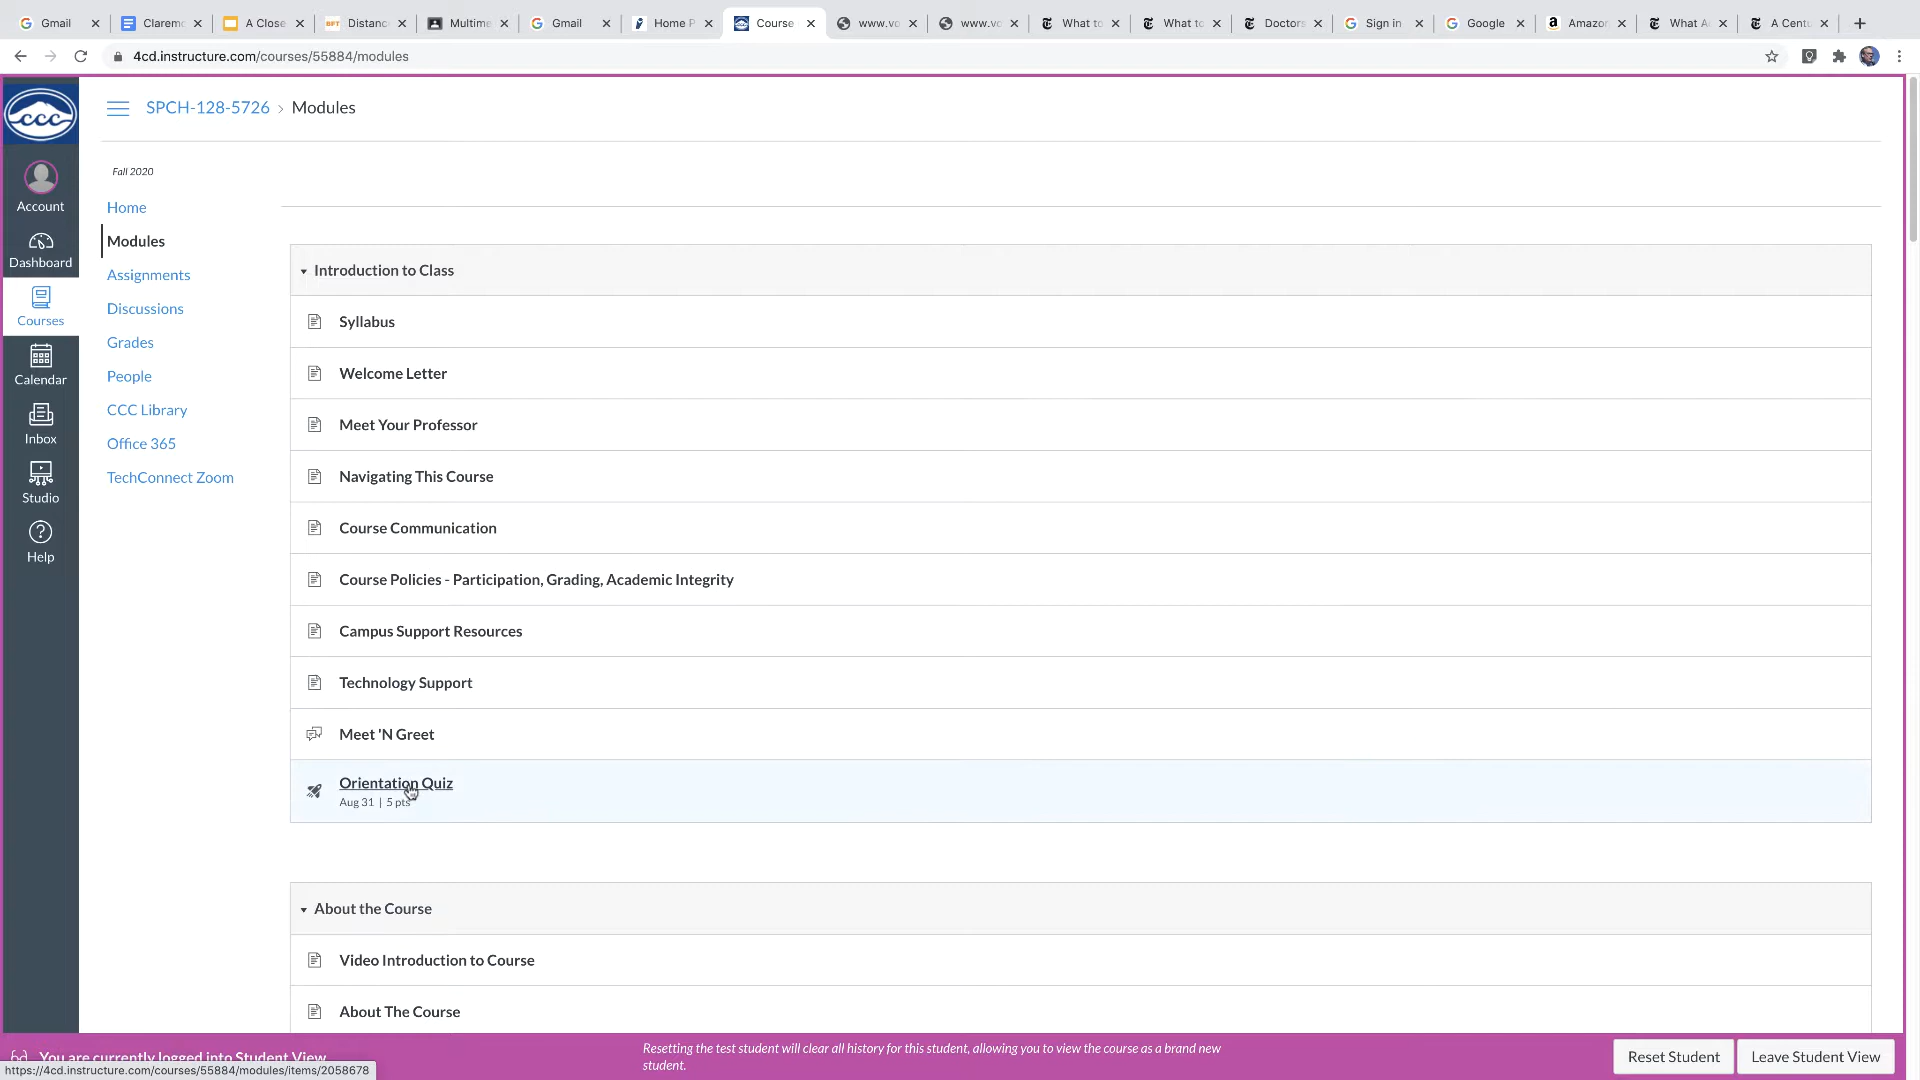 Gmail
Claremo
A Close
BFT Distanc
Multime
Gmail
Home P
Course
www.vo
www.vo
What to
What to
Doctors
Sign in
Google
Amazon
What A
A Centu
4cd.instructure.com/courses/55884/modules
SPCH-128-5726 › Modules
CCC
Account
Dashboard
Courses
Calendar
Inbox
Studio
Help
Fall 2020
Home
Modules
Assignments
Discussions
Grades
People
CCC Library
Office 365
TechConnect Zoom
Introduction to Class
Syllabus
Welcome Letter
Meet Your Professor
Navigating This Course
Course Communication
Course Policies - Participation, Grading, Academic Integrity
Campus Support Resources
Technology Support
Meet 'N Greet
Orientation Quiz
Aug 31 | 5 pts
About the Course
Video Introduction to Course
About The Course
You are currently logged into Student View
Resetting the test student will clear all history for this student, allowing you to view the course as a brand new
student.
Reset Student
Leave Student View
https://4cd.instructure.com/courses/55884/modules/items/2058678